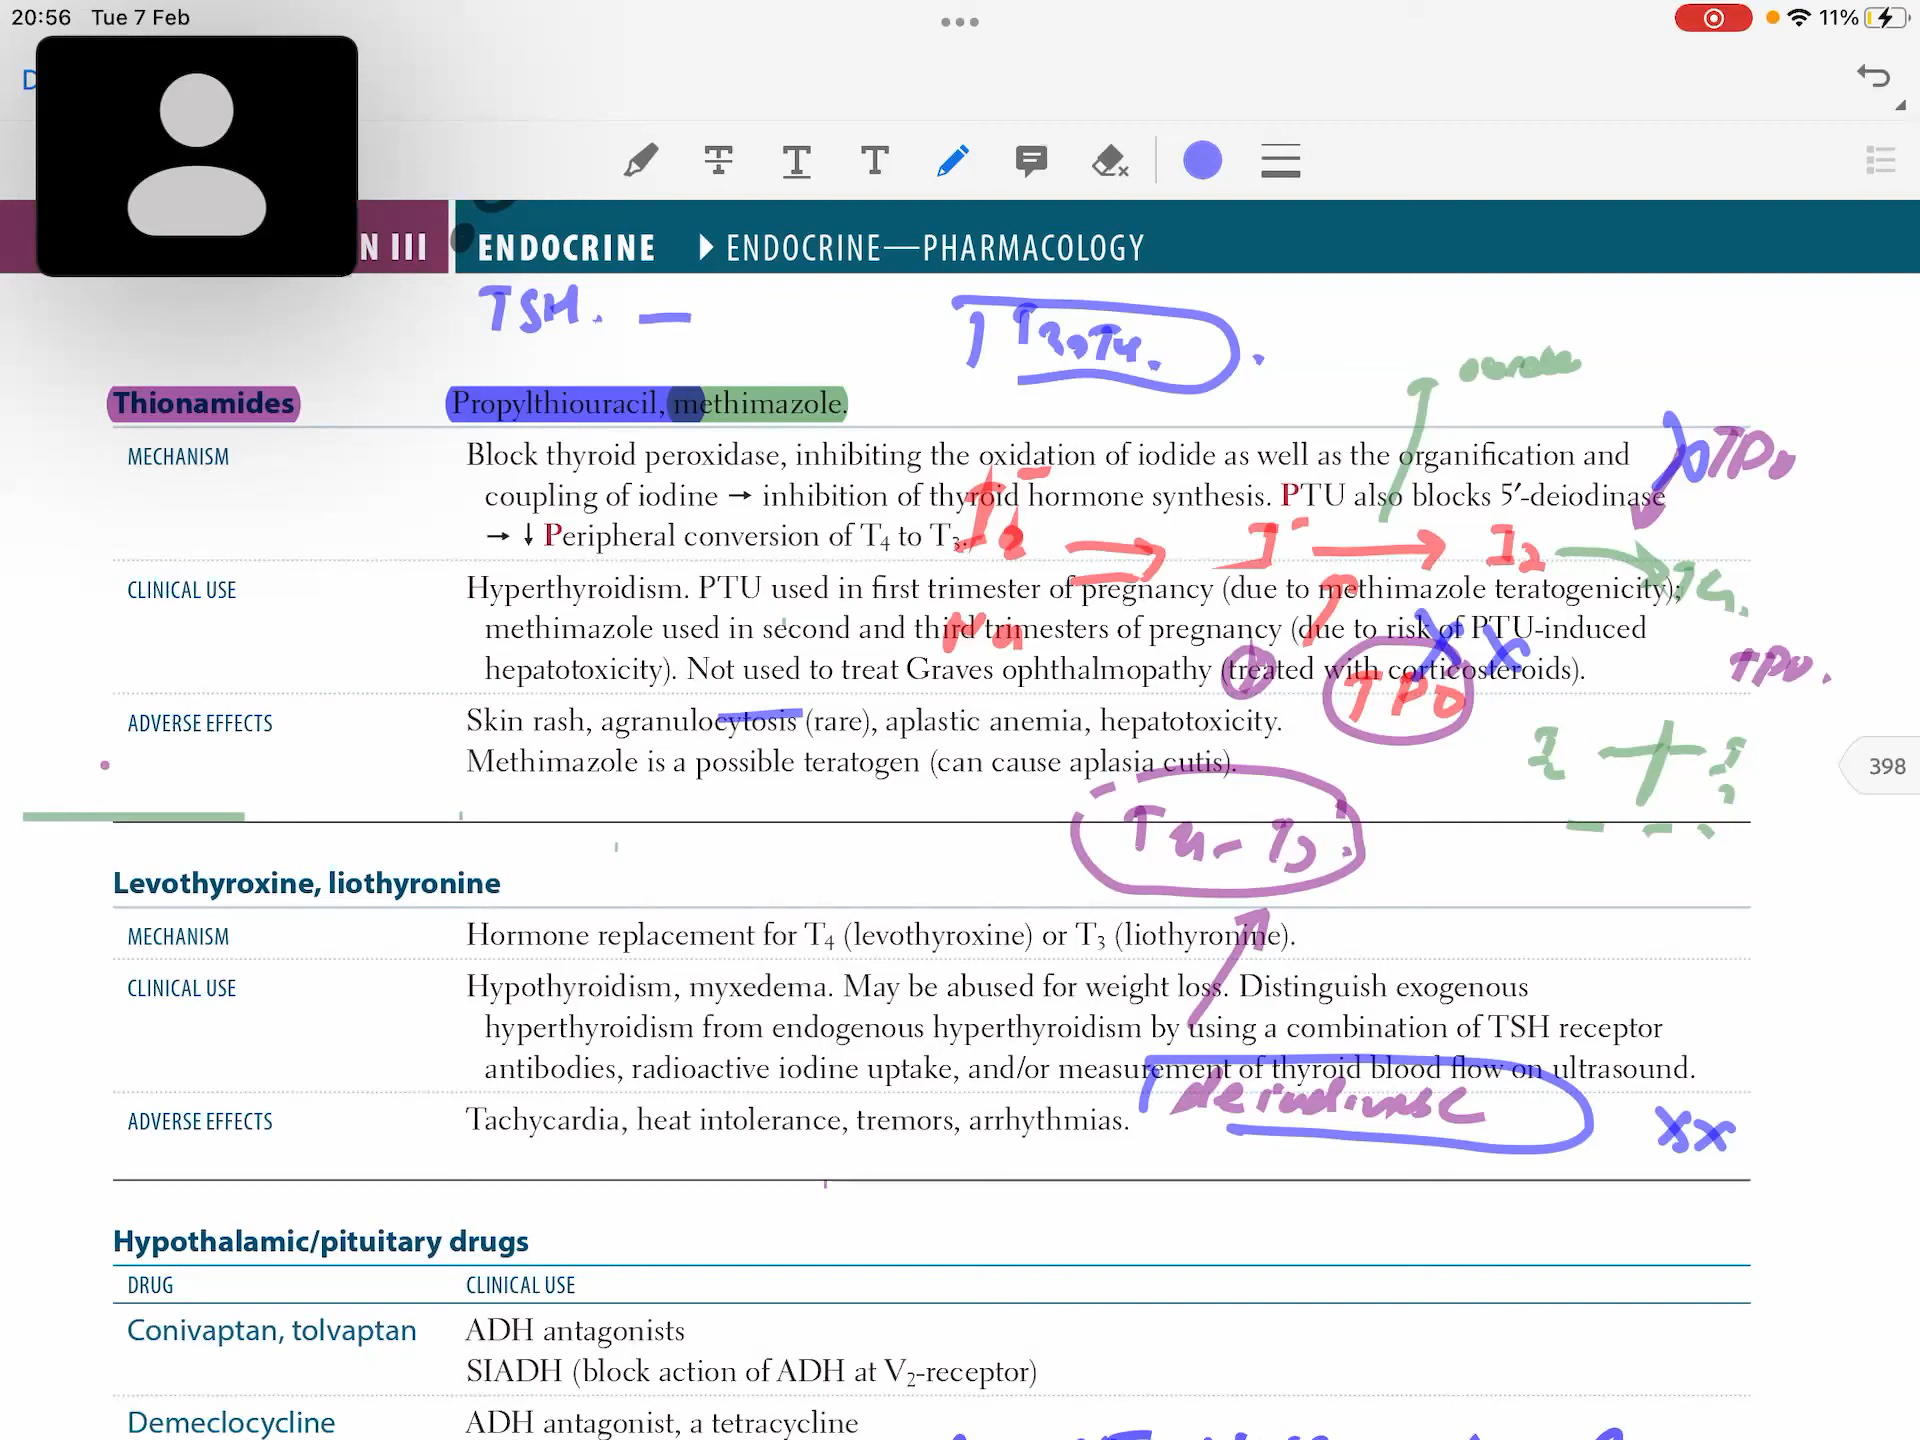 20:56 Tue 7 Feb
11%
D
N III
ENDOCRINE ▶ ENDOCRINE—PHARMACOLOGY
TSH. —
T3,T4.
Thionamides
Propylthiouracil, methimazole.
MECHANISM
Block thyroid peroxidase, inhibiting the oxidation of iodide as well as the organification and
coupling of iodine → inhibition of thyroid hormone synthesis. PTU also blocks 5′-deiodinase
→ ↓ Peripheral conversion of T₄ to T₃.
TPO
I⁻
I₂
Na
CLINICAL USE
Hyperthyroidism. PTU used in first trimester of pregnancy (due to methimazole teratogenicity);
methimazole used in second and third trimesters of pregnancy (due to risk of PTU-induced
hepatotoxicity). Not used to treat Graves ophthalmopathy (treated with corticosteroids).
TPO
TPO.
ADVERSE EFFECTS
Skin rash, agranulocytosis (rare), aplastic anemia, hepatotoxicity.
Methimazole is a possible teratogen (can cause aplasia cutis).
398
T4 - T3
Levothyroxine, liothyronine
MECHANISM
Hormone replacement for T₄ (levothyroxine) or T₃ (liothyronine).
CLINICAL USE
Hypothyroidism, myxedema. May be abused for weight loss. Distinguish exogenous
hyperthyroidism from endogenous hyperthyroidism by using a combination of TSH receptor
antibodies, radioactive iodine uptake, and/or measurement of thyroid blood flow on ultrasound.
ADVERSE EFFECTS
Tachycardia, heat intolerance, tremors, arrhythmias.
xx
Hypothalamic/pituitary drugs
DRUG
CLINICAL USE
Conivaptan, tolvaptan
ADH antagonists
SIADH (block action of ADH at V₂-receptor)
Demeclocycline
ADH antagonist, a tetracycline